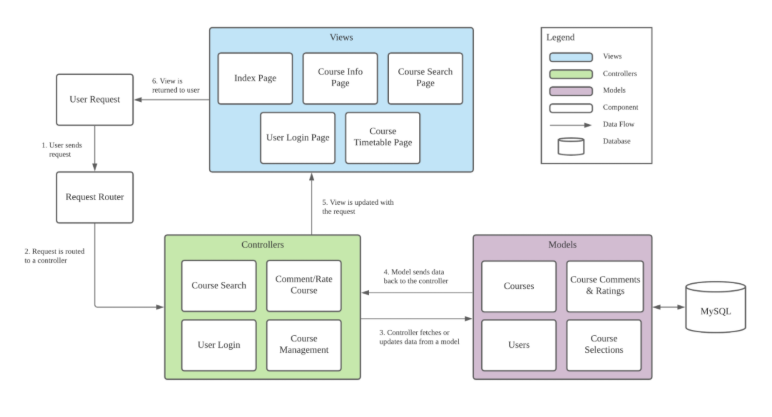 Views
Index Page
Course Info
Page
Course Search
Page
User Login Page
Course
Timetable Page
Legend
Views
Controllers
Models
Component
Data Flow
Database
6. View is
returned to user
User Request
1. User sends
request
Request Router
2. Request is routed
to a controller
5. View is updated with
the request
Controllers
Course Search
Comment/Rate
Course
User Login
Course
Management
4. Model sends data
back to the controller
3. Controller fetches or
updates data from a model
Models
Courses
Course Comments
& Ratings
Users
Course
Selections
MySQL